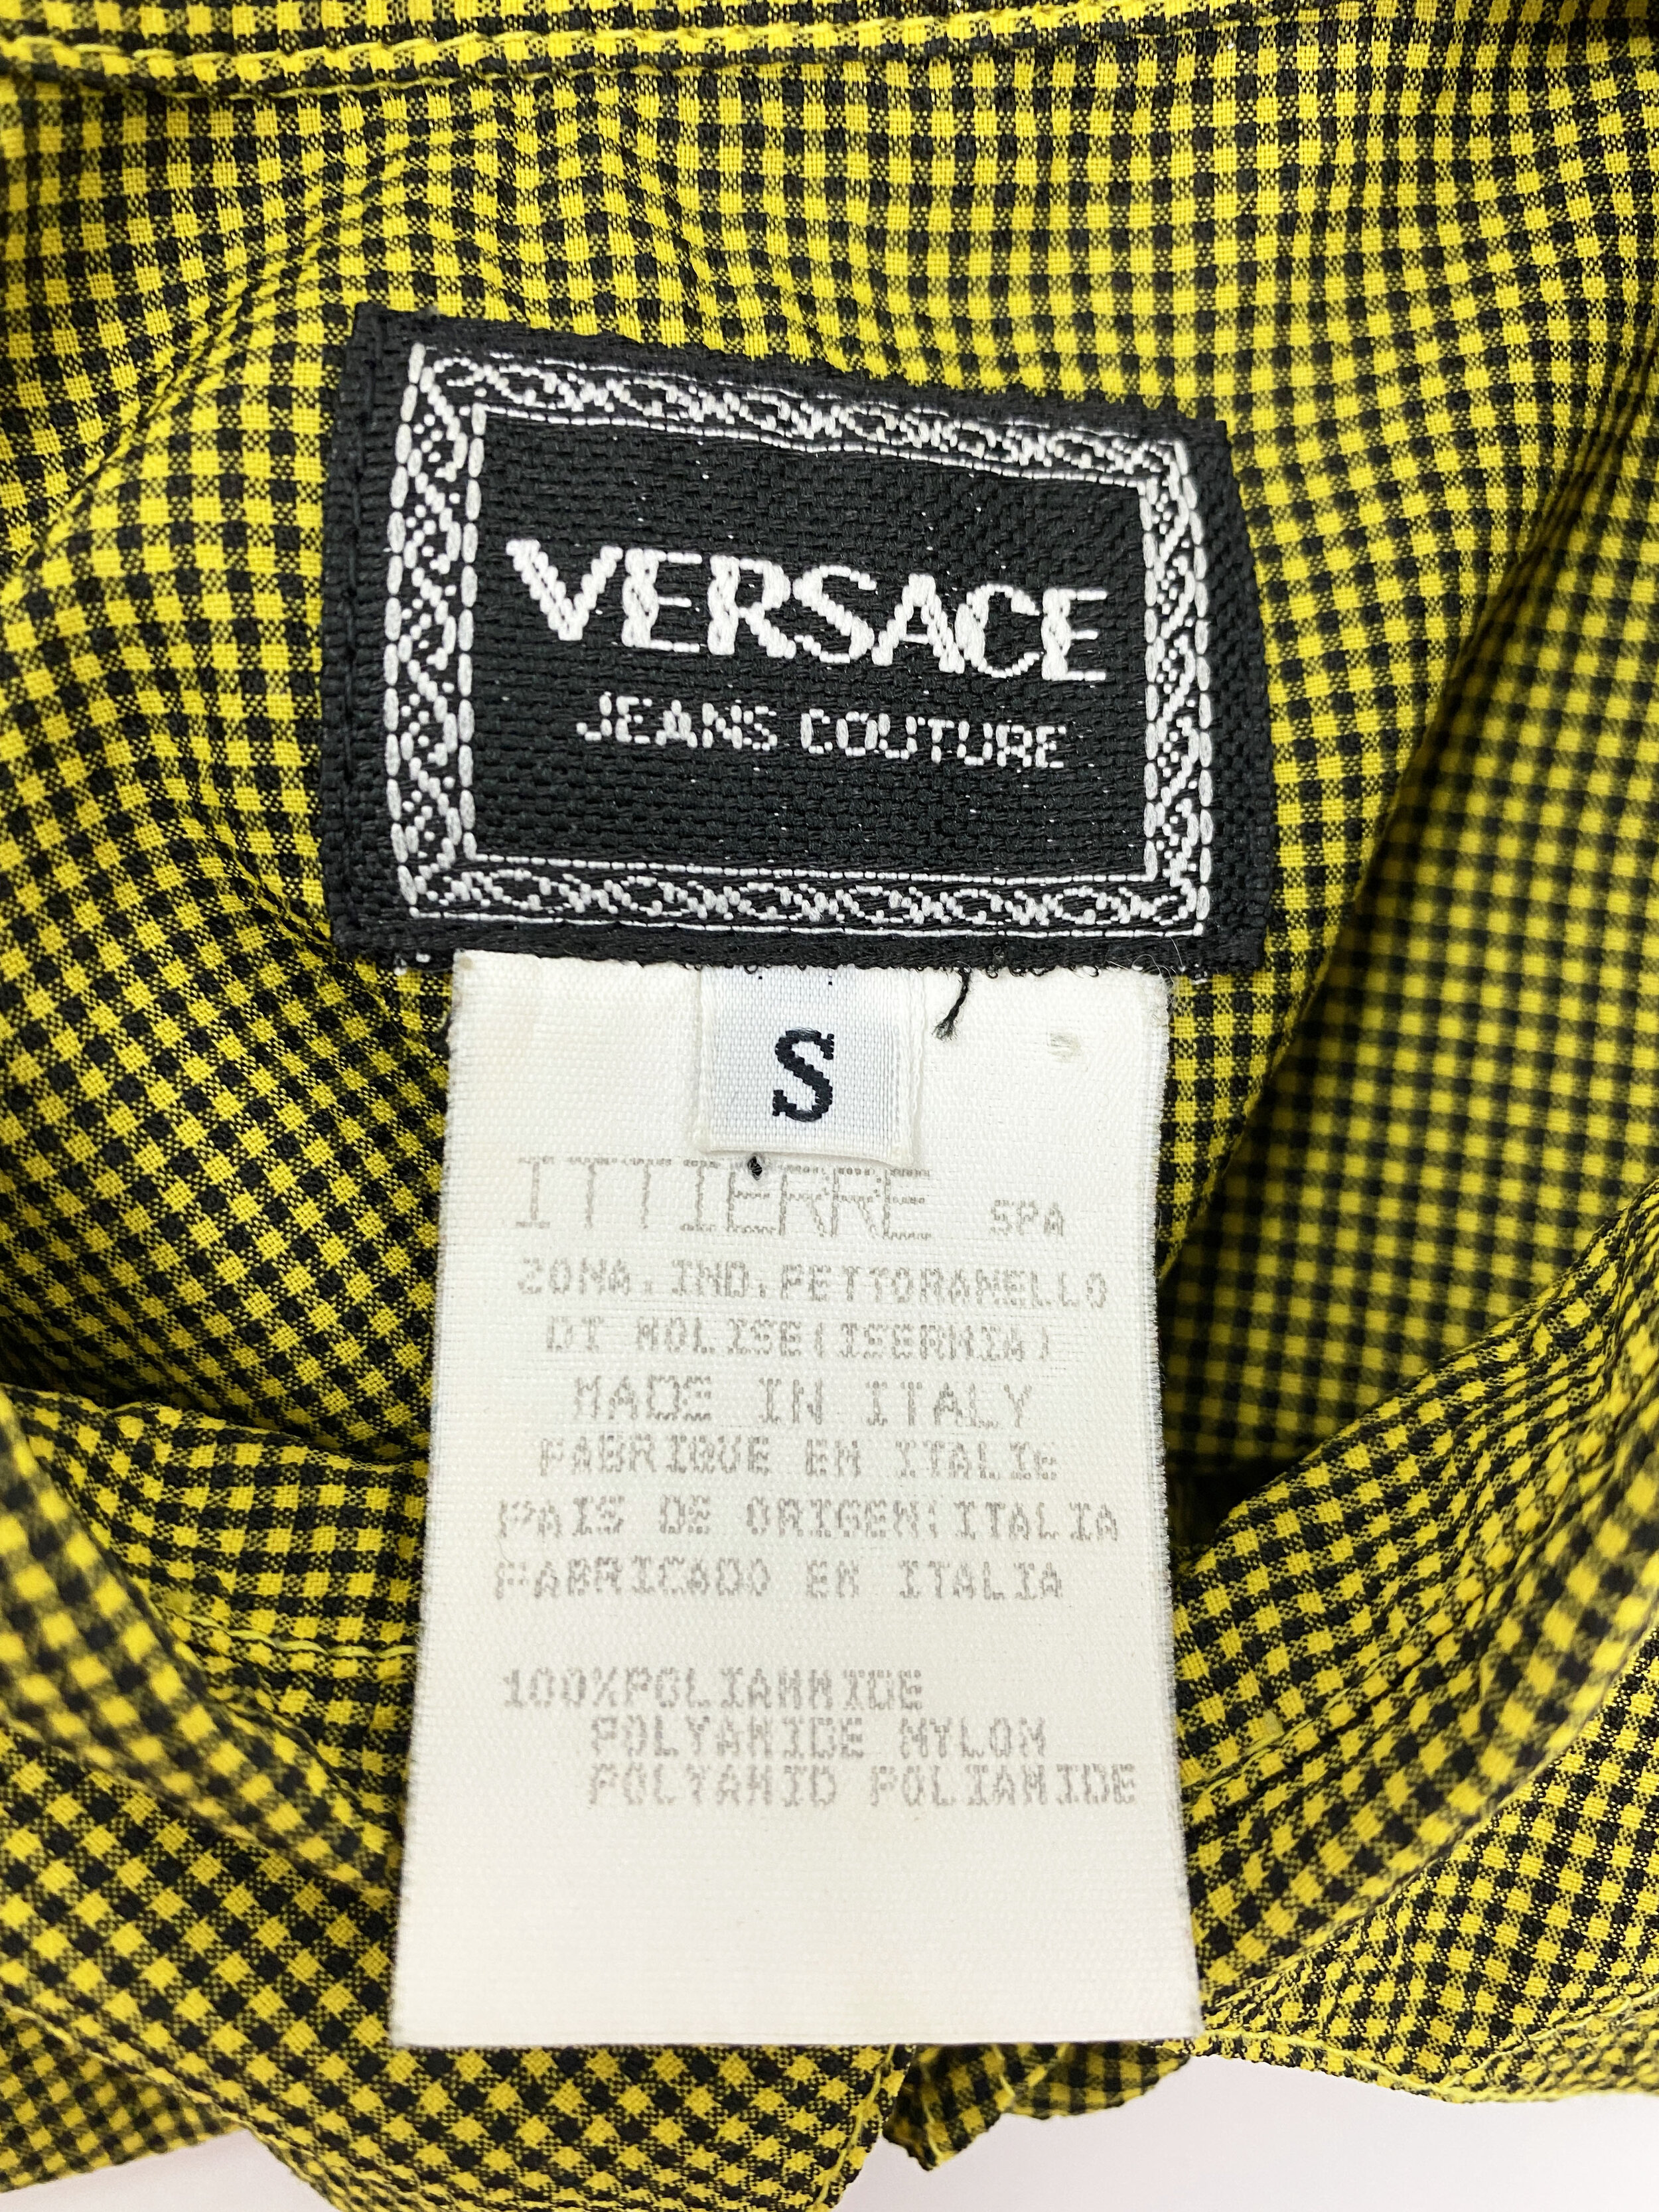 VERSACE
JEANS COUTURE
S
ITTIERRE SPA
ZONA.IND.PETTORANELLO
DI MOLISE(ISERNIA)
MADE IN ITALY
FABRIQUE EN ITALIE
PAIS DE ORIGEN:ITALIA
FABRICADO EN ITALIA
100%POLIAMMIDE
POLYAMIDE NYLON
POLYAMID POLIAMIDE